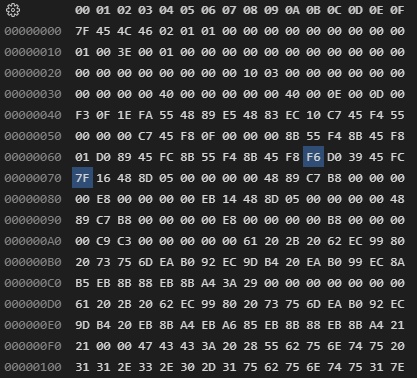 00 01 02 03 04 05 06 07 08 09 0A 0B 0C 0D 0E 0F
00000000 7F 45 4C 46 02 01 01 00 00 00 00 00 00 00 00 00
00000010 01 00 3E 00 01 00 00 00 00 00 00 00 00 00 00 00
00000020 00 00 00 00 00 00 00 00 10 03 00 00 00 00 00 00
00000030 00 00 00 00 40 00 00 00 00 00 40 00 0E 00 0D 00
00000040 F3 0F 1E FA 55 48 89 E5 48 83 EC 10 C7 45 F4 55
00000050 00 00 00 C7 45 F8 0F 00 00 00 8B 55 F4 8B 45 F8
00000060 01 D0 89 45 FC 8B 55 F4 8B 45 F8 F6 D0 39 45 FC
00000070 7F 16 48 8D 05 00 00 00 00 48 89 C7 B8 00 00 00
00000080 00 E8 00 00 00 00 EB 14 48 8D 05 00 00 00 00 48
00000090 89 C7 B8 00 00 00 00 E8 00 00 00 00 B8 00 00 00
000000A0 00 C9 C3 00 00 00 00 00 61 20 2B 20 62 EC 99 80
000000B0 20 73 75 6D EA B0 92 EC 9D B4 20 EA B0 99 EC 8A
000000C0 B5 EB 8B 88 EB 8B A4 3A 29 00 00 00 00 00 00 00
000000D0 61 20 2B 20 62 EC 99 80 20 73 75 6D EA B0 92 EC
000000E0 9D B4 20 EB 8B A4 EB A6 85 EB 8B 88 EB 8B A4 21
000000F0 21 00 00 47 43 43 3A 20 28 55 62 75 6E 74 75 20
00000100 31 31 2E 33 2E 30 2D 31 75 62 75 6E 74 75 31 7E